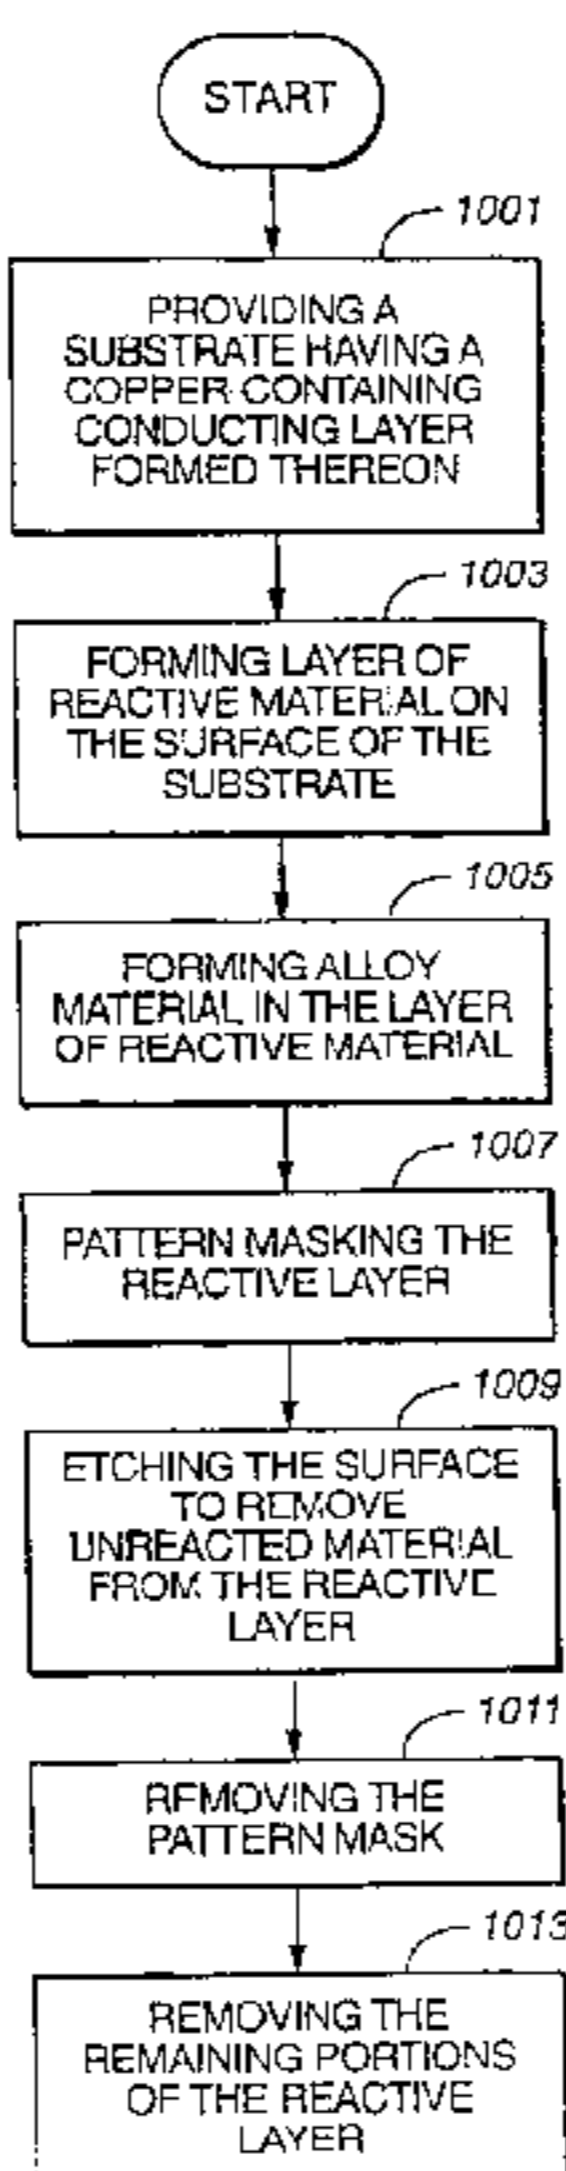 START
1001
PROVIDING A
SUBSTRATE HAVING A
COPPER CONTAINING
CONDUCTING LAYER
FORMED THEREON
1003
FORMING LAYER OF
REACTIVE MATERIAL ON
THE SURFACE OF THE
SUBSTRATE
1005
FORMING ALLOY
MATERIAL IN THE LAYER
OF REACTIVE MATERIAL
1007
PATTERN MASKING THE
REACTIVE LAYER
1009
ETCHING THE SURFACE
TO REMOVE
UNREACTED MATERIAL
FROM THE REACTIVE
LAYER
1011
REMOVING THE
PATTERN MASK
1013
REMOVING THE
REMAINING PORTIONS
OF THE REACTIVE
LAYER